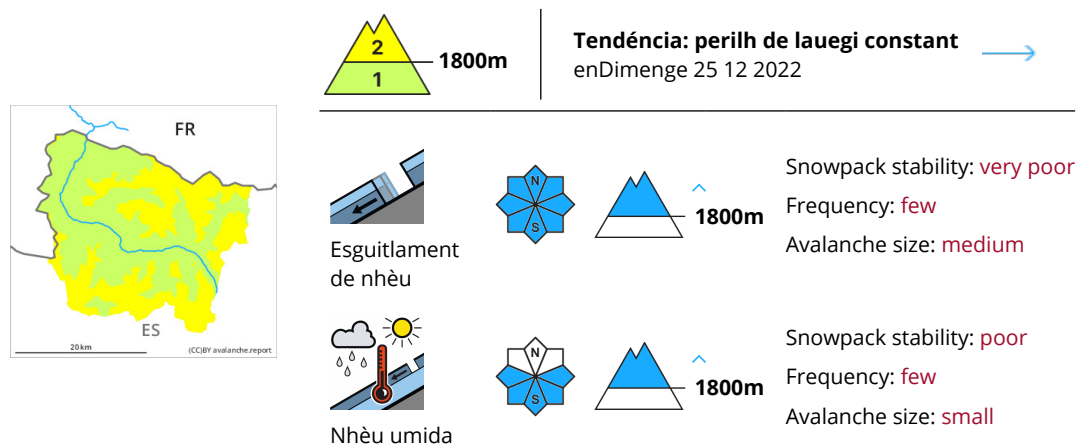 2
1
1800m
Tendéncia: perilh de lauegi constant
enDimenge 25 12 2022
FR
ES
20 km
(CC)BY avalanche.report
N
S
1800m
Esguitlament
de nhèu
Snowpack stability: very poor
Frequency: few
Avalanche size: medium
N
S
1800m
Nhèu umida
Snowpack stability: poor
Frequency: few
Avalanche size: small